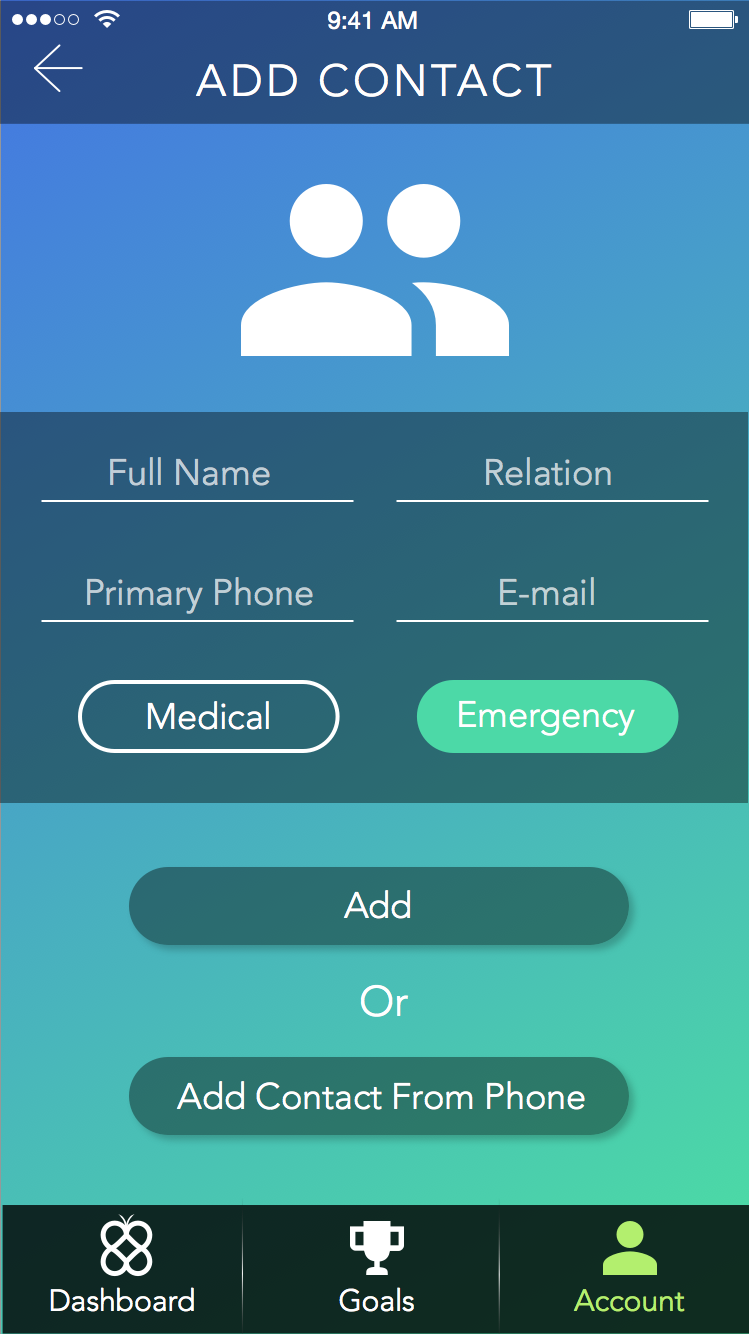 9:41 AM
ADD CONTACT
Full Name
Relation
Primary Phone
E-mail
Medical
Emergency
Add
Or
Add Contact From Phone
Dashboard
Goals
Account